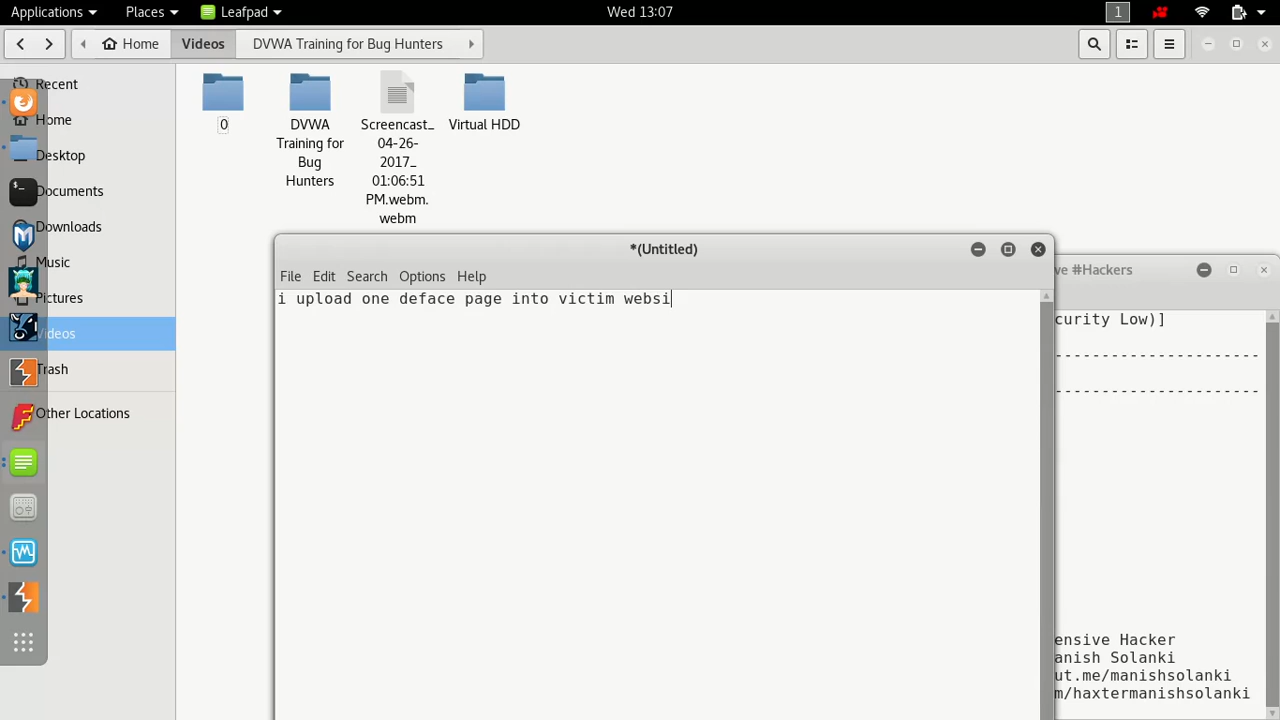 Applications
Places
Leafpad
Wed 13:07
1
Home
Videos
DVWA Training for Bug Hunters
Recent
Home
Desktop
Documents
Downloads
Music
Pictures
Videos
Trash
Other Locations
0
DVWA
Training for
Bug
Hunters
Screencast_
04-26-
2017_
01:06:51
PM.webm.
webm
Virtual HDD
*(Untitled)
File Edit Search Options Help
i upload one deface page into victim websi
ve #Hackers
curity Low)]
----------------------
----------------------
ensive Hacker
anish Solanki
ut.me/manishsolanki
m/haxtermanishsolanki